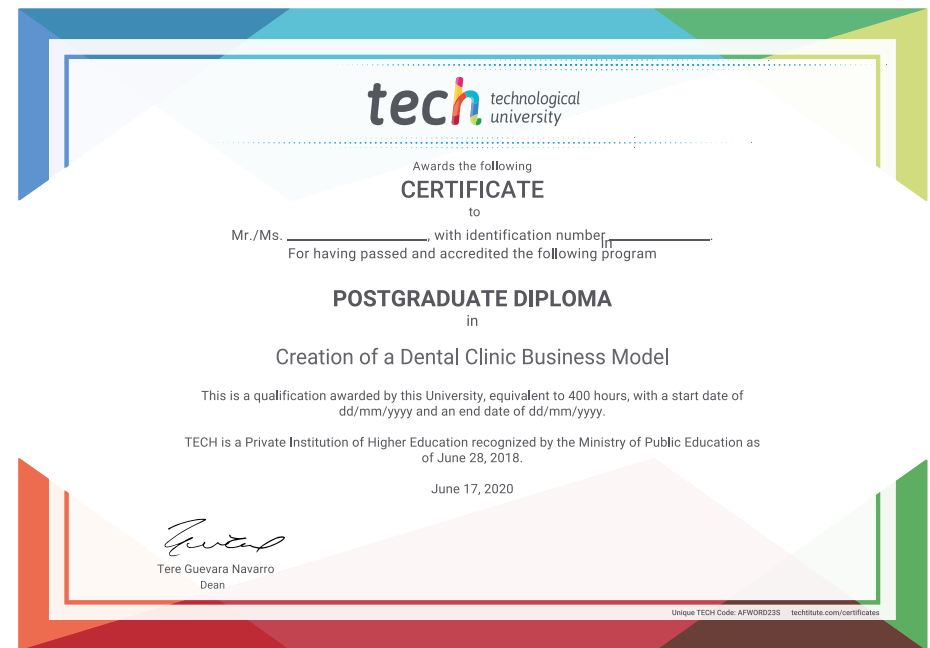 tech technological
university
Awards the following
CERTIFICATE
to
Mr./Ms. ____________, with identification number ____________.
in
For having passed and accredited the following program
POSTGRADUATE DIPLOMA
in
Creation of a Dental Clinic Business Model
This is a qualification awarded by this University, equivalent to 400 hours, with a start date of
dd/mm/yyyy and an end date of dd/mm/yyyy.
TECH is a Private Institution of Higher Education recognized by the Ministry of Public Education as
of June 28, 2018.
June 17, 2020
Tere Guevara Navarro
Dean
Unique TECH Code: AFWORD23S techtitute.com/certificates